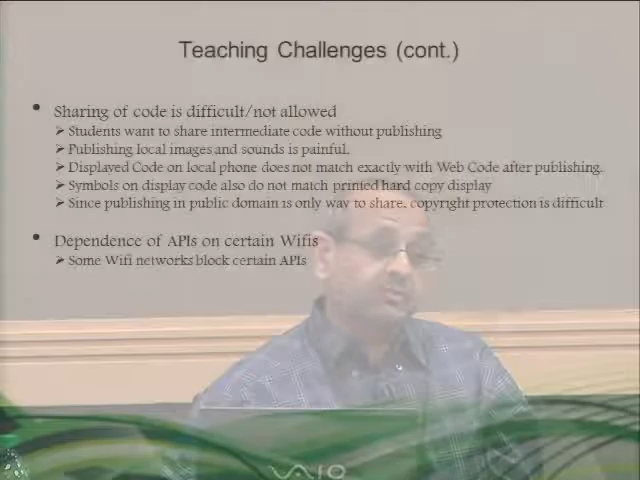 Teaching Challenges (cont.)
• Sharing of code is difficult/not allowed
➢ Students want to share intermediate code without publishing
➢ Publishing local images and sounds is painful.
➢ Displayed Code on local phone does not match exactly with Web Code after publishing.
➢ Symbols on display code also do not match printed hard copy display
➢ Since publishing in public domain is only way to share, copyright protection is difficult
• Dependence of APIs on certain Wifis
➢ Some Wifi networks block certain APIs
VAIO